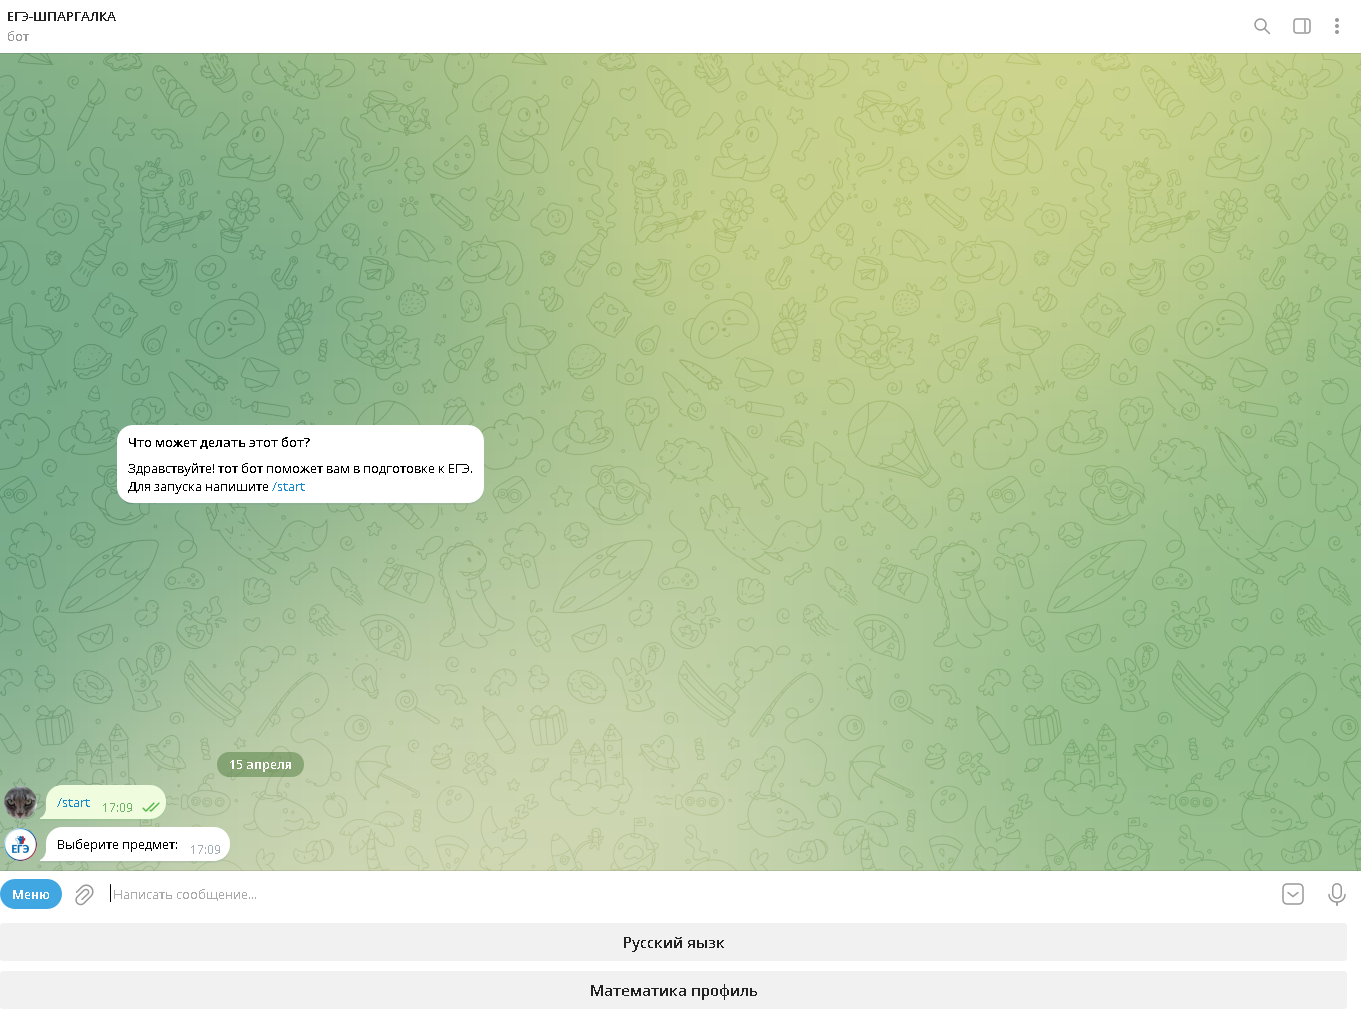 ЕГЭ-ШПАРГАЛКА
бот
Что может делать этот бот?
Здравствуйте! тот бот поможет вам в подготовке к ЕГЭ.
Для запуска напишите /start
15 апреля
/start 17:09
ЕГЭ
Выберите предмет: 17:09
Меню
Написать сообщение...
Русский яызк
Математика профиль